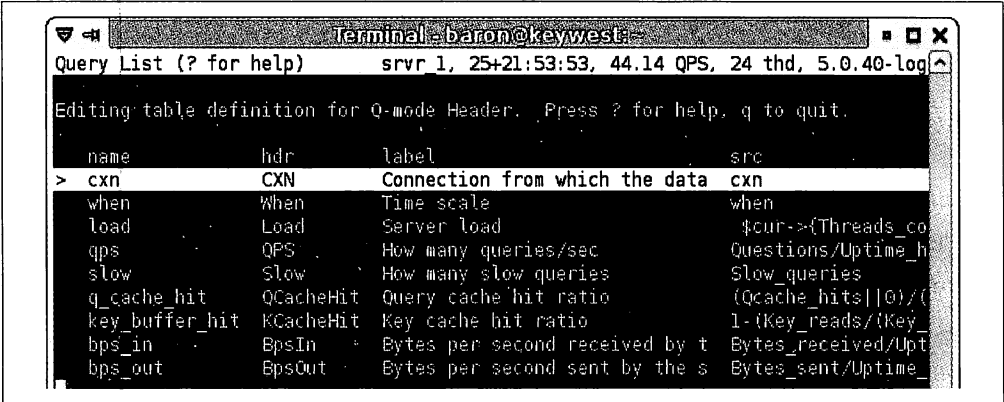 Terminal - baron@keywest:~
Query List (? for help) srvr_1, 25+21:53:53, 44.14 QPS, 24 thd, 5.0.40-log
Editing table definition for Q-mode Header. Press ? for help, q to quit.
name hdr label src
> cxn CXN Connection from which the data cxn
when When Time scale when
load Load Server load $cur->{Threads_co
qps QPS How many queries/sec Questions/Uptime_h
slow Slow How many slow queries Slow_queries
q_cache_hit QCacheHit Query cache hit ratio (Qcache_hits||0)/(
key_buffer_hit KCacheHit Key cache hit ratio 1-(Key_reads/(Key_
bps_in BpsIn Bytes per second received by t Bytes_received/Upt
bps_out BpsOut Bytes per second sent by the s Bytes_sent/Uptime_